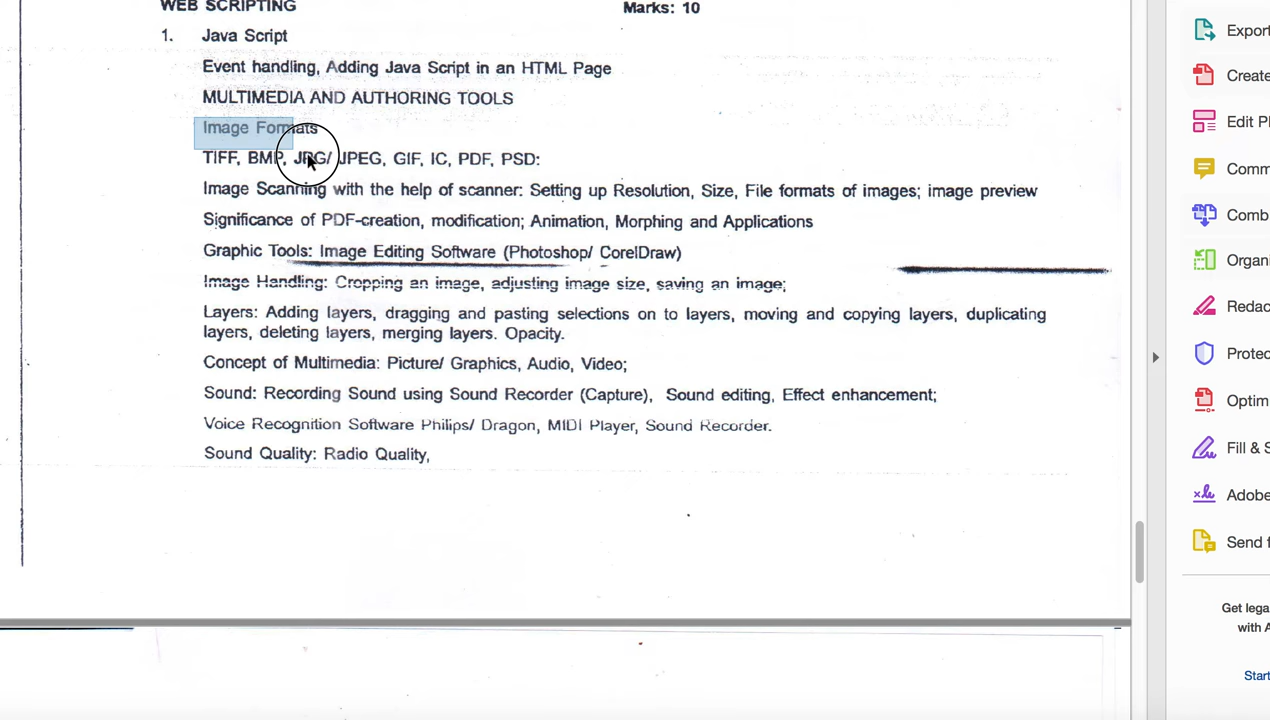 WEB SCRIPTING Marks: 10
1. Java Script
Event handling, Adding Java Script in an HTML Page
MULTIMEDIA AND AUTHORING TOOLS
Image Formats
TIFF, BMP, JPG/ JPEG, GIF, IC, PDF, PSD:
Image Scanning with the help of scanner: Setting up Resolution, Size, File formats of images; image preview
Significance of PDF-creation, modification; Animation, Morphing and Applications
Graphic Tools: Image Editing Software (Photoshop/ CorelDraw)
Image Handling: Cropping an image, adjusting image size, saving an image;
Layers: Adding layers, dragging and pasting selections on to layers, moving and copying layers, duplicating
layers, deleting layers, merging layers. Opacity.
Concept of Multimedia: Picture/ Graphics, Audio, Video;
Sound: Recording Sound using Sound Recorder (Capture), Sound editing, Effect enhancement;
Voice Recognition Software Philips/ Dragon, MIDI Player, Sound Recorder.
Sound Quality: Radio Quality,
Export
Create
Edit P
Comm
Comb
Organi
Redac
Protec
Optim
Fill & S
Adobe
Send f
Get lega
with A
Start